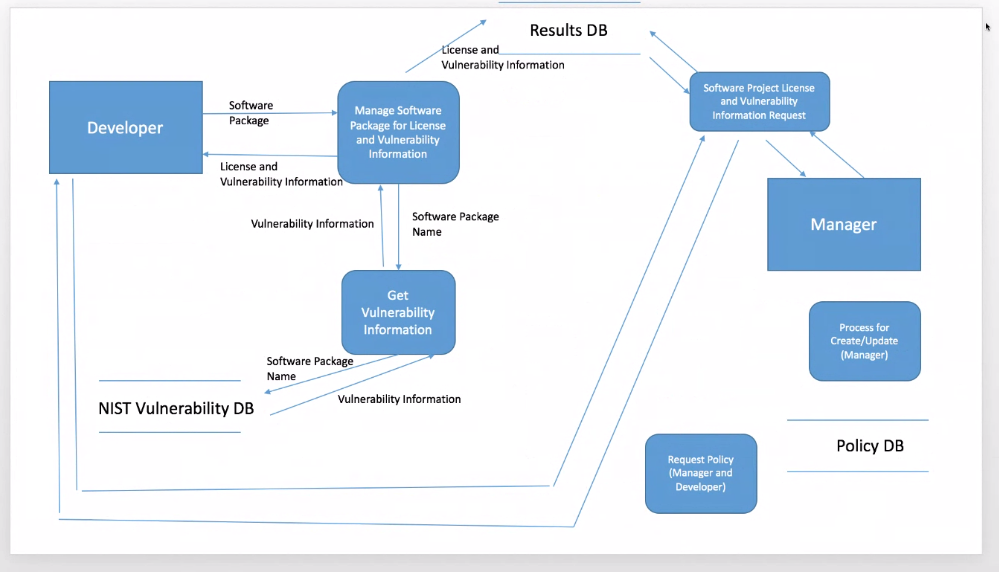 Results DB
License and
Vulnerability Information
Software Project License
and Vulnerability
Information Request
Developer
Software
Package
Manage Software
Package for License
and Vulnerability
Information
License and
Vulnerability Information
Vulnerability Information
Software Package
Name
Manager
Get
Vulnerability
Information
Process for
Create/Update
(Manager)
Software Package
Name
Vulnerability Information
NIST Vulnerability DB
Policy DB
Request Policy
(Manager and
Developer)